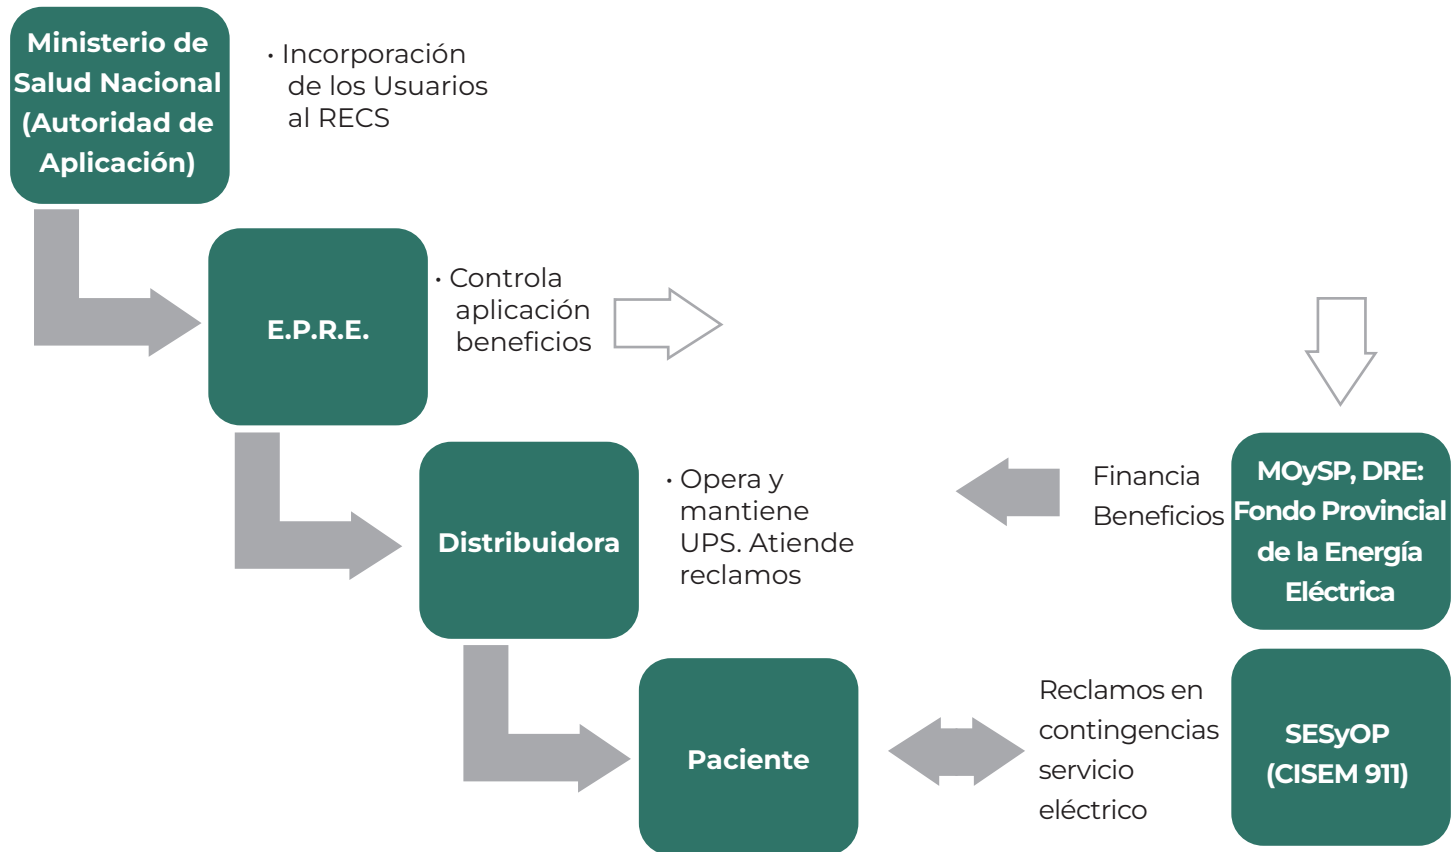 Ministerio de
Salud Nacional
(Autoridad de
Aplicación)
· Incorporación
de los Usuarios
al RECS
E.P.R.E.
· Controla
aplicación
beneficios
Distribuidora
· Opera y
mantiene
UPS. Atiende
reclamos
Financia
Beneficios
MOySP, DRE:
Fondo Provincial
de la Energía
Eléctrica
Paciente
Reclamos en
contingencias
servicio
eléctrico
SESyOP
(CISEM 911)